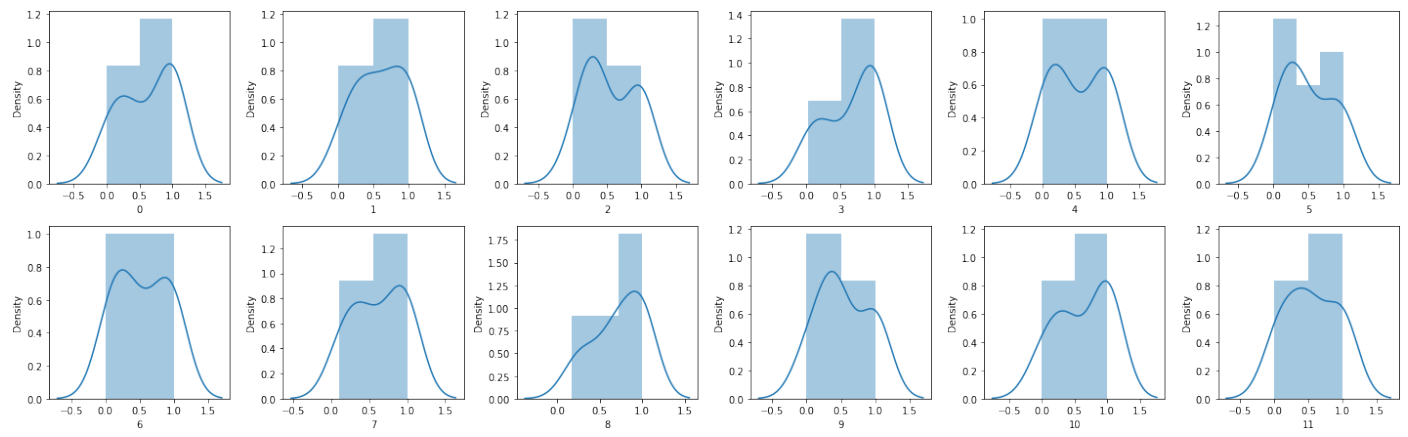 1.2 1.0 0.8 0.6 0.4 0.2 0.0 Density −0.5 0.0 0.5 1.0 1.5 0
1.2 1.0 0.8 0.6 0.4 0.2 0.0 Density −0.5 0.0 0.5 1.0 1.5 1
1.2 1.0 0.8 0.6 0.4 0.2 0.0 Density −0.5 0.0 0.5 1.0 1.5 2
1.4 1.2 1.0 0.8 0.6 0.4 0.2 0.0 Density −0.5 0.0 0.5 1.0 1.5 3
1.0 0.8 0.6 0.4 0.2 0.0 Density −0.5 0.0 0.5 1.0 1.5 4
1.2 1.0 0.8 0.6 0.4 0.2 0.0 Density −0.5 0.0 0.5 1.0 1.5 5
1.0 0.8 0.6 0.4 0.2 0.0 Density −0.5 0.0 0.5 1.0 1.5 6
1.2 1.0 0.8 0.6 0.4 0.2 0.0 Density −0.5 0.0 0.5 1.0 1.5 7
1.75 1.50 1.25 1.00 0.75 0.50 0.25 0.00 Density 0.0 0.5 1.0 1.5 8
1.2 1.0 0.8 0.6 0.4 0.2 0.0 Density −0.5 0.0 0.5 1.0 1.5 9
1.2 1.0 0.8 0.6 0.4 0.2 0.0 Density −0.5 0.0 0.5 1.0 1.5 10
1.2 1.0 0.8 0.6 0.4 0.2 0.0 Density −0.5 0.0 0.5 1.0 1.5 11